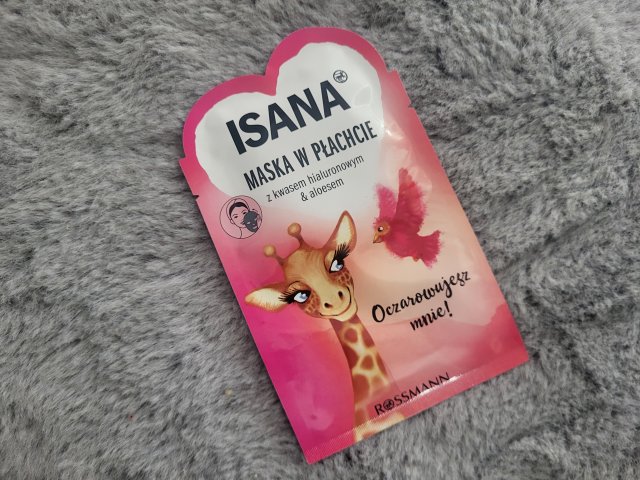 ISANA
MASKA W PŁACHCIE
z kwasem hialuronowym
& aloesem
Oczarowujesz
mnie!
ROSSMANN